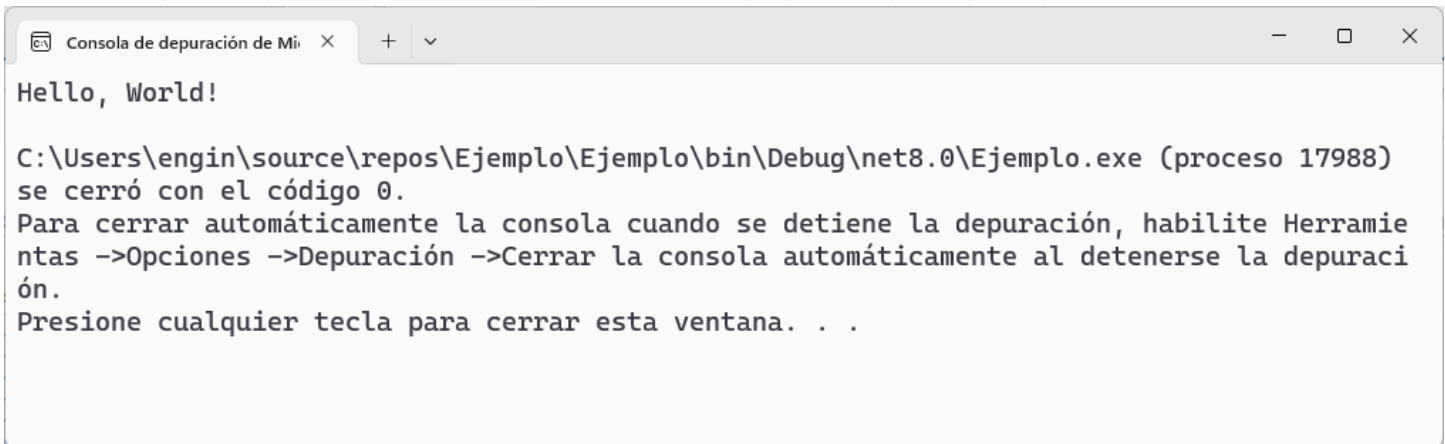 Consola de depuración de Mi
Hello, World!
C:\Users\engin\source\repos\Ejemplo\Ejemplo\bin\Debug\net8.0\Ejemplo.exe (proceso 17988)
se cerró con el código 0.
Para cerrar automáticamente la consola cuando se detiene la depuración, habilite Herramie
ntas ->Opciones ->Depuración ->Cerrar la consola automáticamente al detenerse la depuraci
ón.
Presione cualquier tecla para cerrar esta ventana. . .